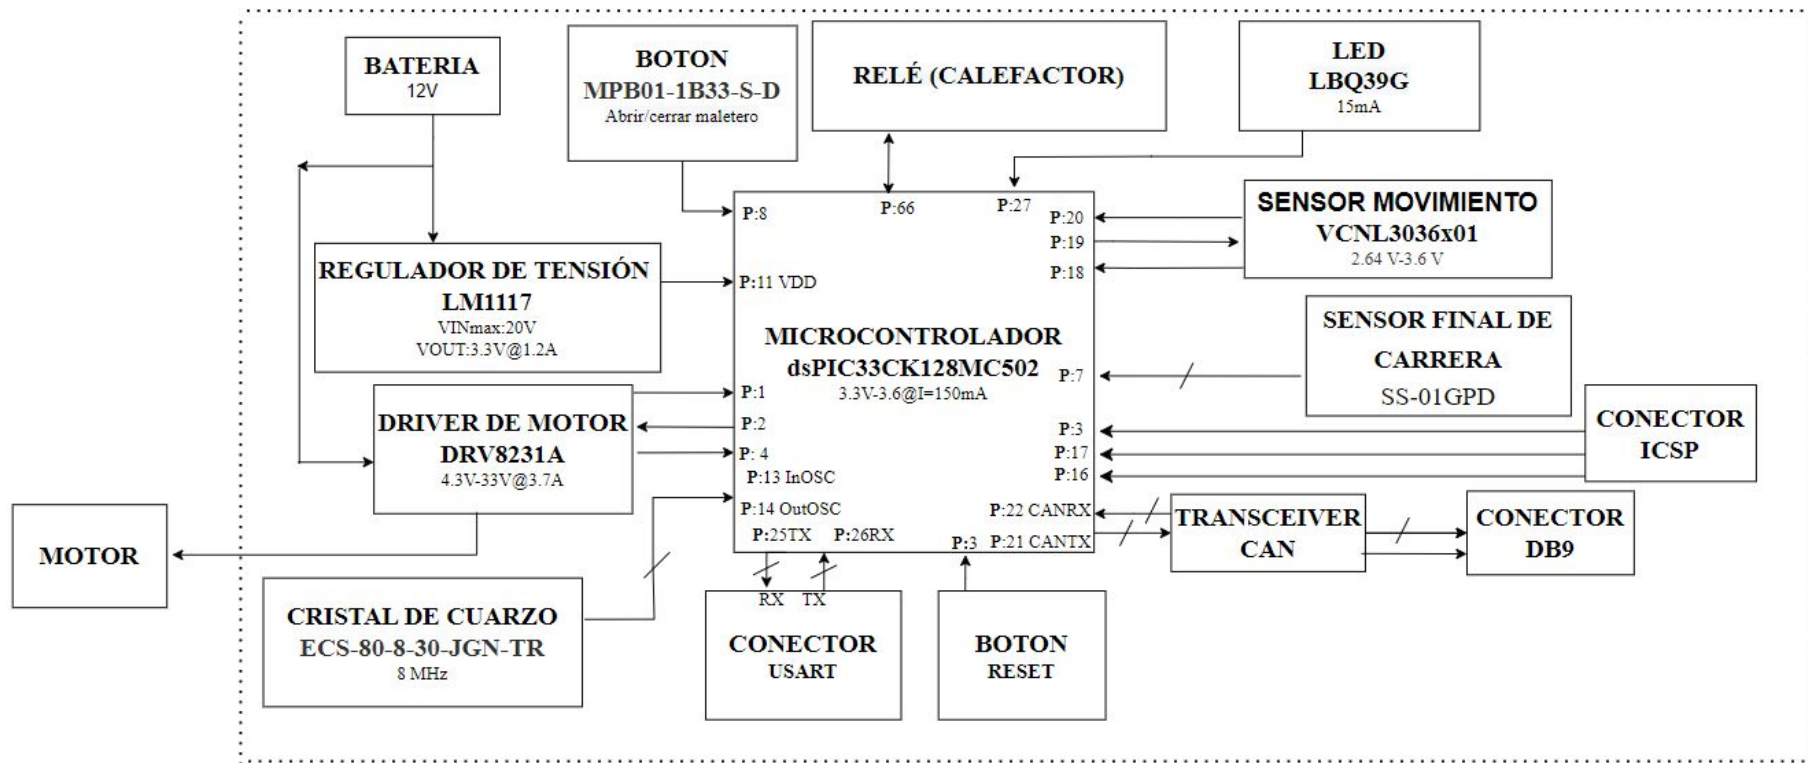 BATERIA
12V
BOTON
MPB01-1B33-S-D
Abrir/cerrar maletero
RELÉ (CALEFACTOR)
LED
LBQ39G
15mA
REGULADOR DE TENSIÓN
LM1117
VINmax:20V
VOUT:3.3V@1.2A
P:8
P:66
P:27
P:20
P:19
P:18
P:11 VDD
MICROCONTROLADOR
dsPIC33CK128MC502
3.3V-3.6@I=150mA
P:7
P:1
P:2
P: 4
P:3
P:17
P:16
P:13 InOSC
P:14 OutOSC
P:22 CANRX
P:25TX
P:26RX
P:3
P:21 CANTX
SENSOR MOVIMIENTO
VCNL3036x01
2.64 V-3.6 V
SENSOR FINAL DE
CARRERA
SS-01GPD
CONECTOR
ICSP
DRIVER DE MOTOR
DRV8231A
4.3V-33V@3.7A
MOTOR
TRANSCEIVER
CAN
CONECTOR
DB9
CRISTAL DE CUARZO
ECS-80-8-30-JGN-TR
8 MHz
RX TX
CONECTOR
USART
BOTON
RESET